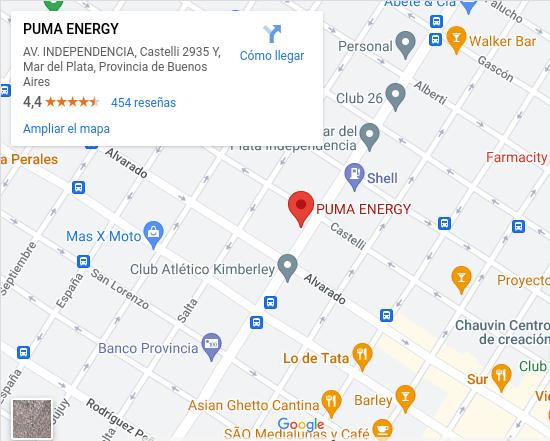 PUMA ENERGY
AV. INDEPENDENCIA, Castelli 2935 Y,
Mar del Plata, Provincia de Buenos
Aires
4,4
454 reseñas
Ampliar el mapa
Cómo llegar
Abete & Cía
Palucho
Walker Bar
Personal
Gascón
Club 26
Alberti
ar del
Plata Independencia
a Perales
Alvarado
Farmacity
Shell
PUMA ENERGY
Castelli
Mas X Moto
Club Atlético Kimberley
Alvarado
Septiembre
España
San Lorenzo
Salta
Proyecto
Chauvin Centro
de creación
Banco Provincia
Lo de Tata
Sur
Asian Ghetto Cantina
Barley
Vie
Jujuy
Rodríguez Pe
Google
SÃO Medialunas y Café